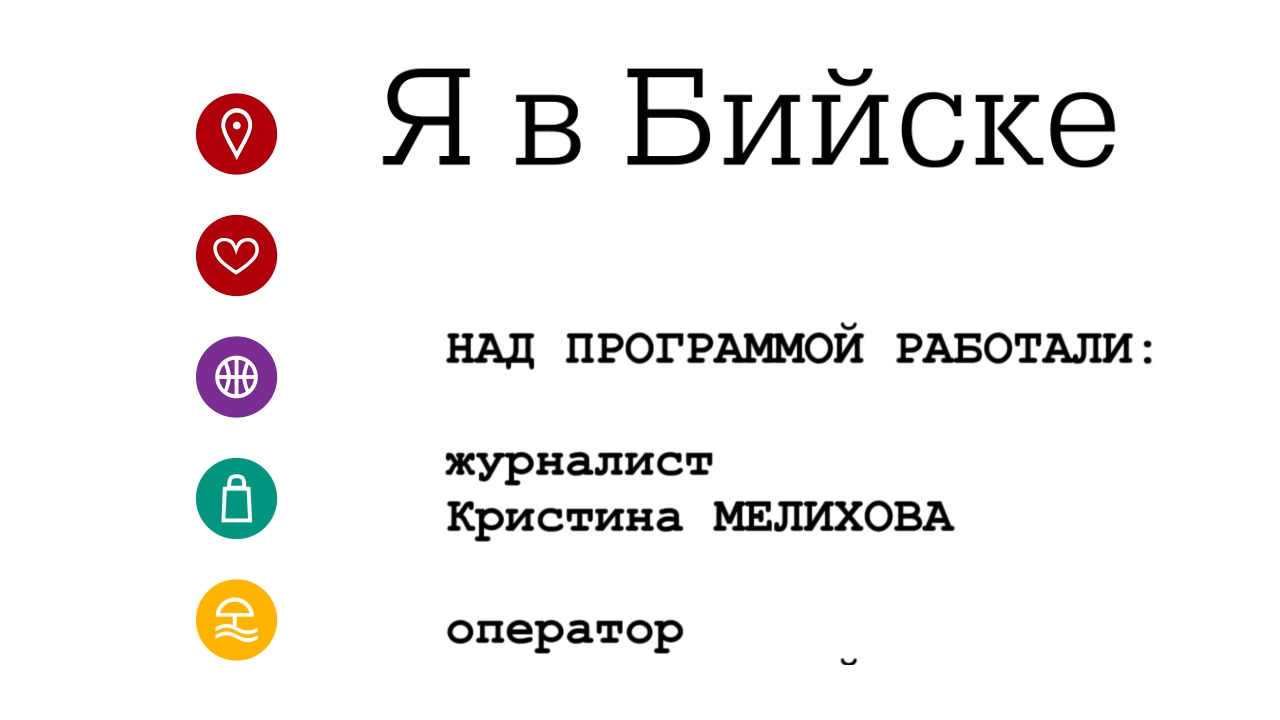 Я в Бийске
НАД ПРОГРАММОЙ РАБОТАЛИ:
журналист
Кристина МЕЛИХОВА
оператор